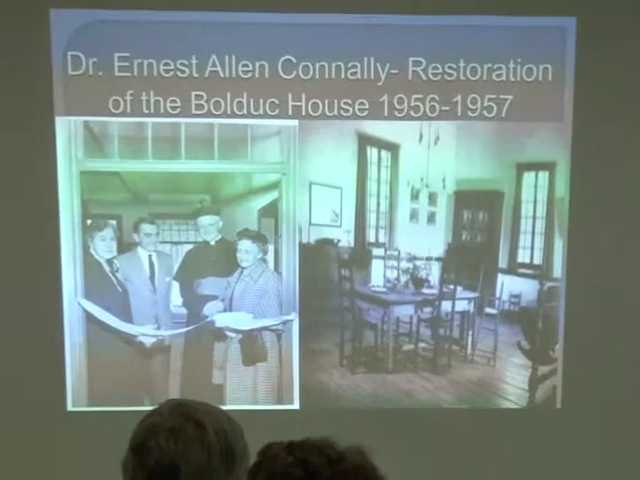 Dr. Ernest Allen Connally- Restoration
of the Bolduc House 1956-1957